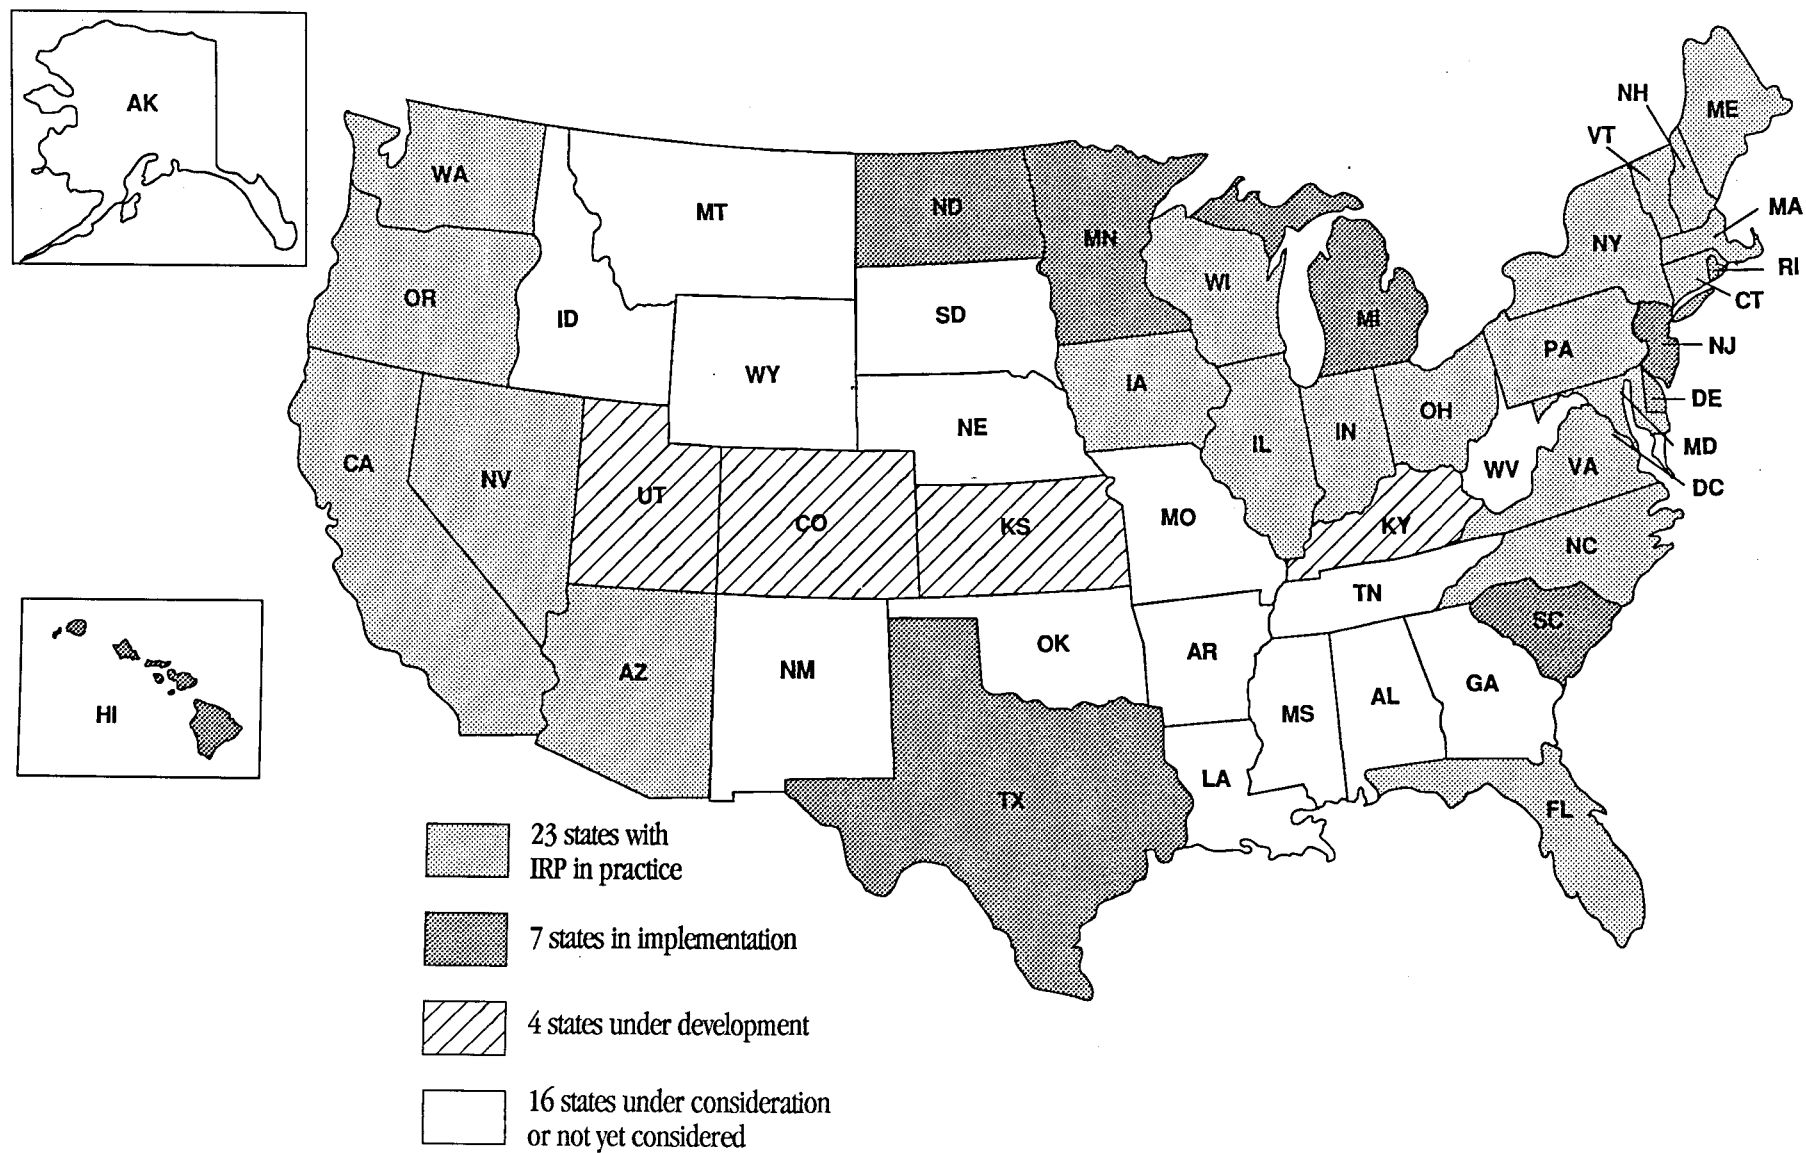 AK
NH
ME
VT
WA
MT
ND
MN
MA
NY
RI
WI
OR
CT
ID
SD
MI
NJ
PA
WY
IA
DE
OH
NE
IN
IL
MD
CA
WV
VA
NV
DC
UT
MO
CO
KS
KY
NC
TN
SC
OK
AR
AZ
NM
GA
AL
HI
MS
LA
TX
FL
23 states with
IRP in practice
7 states in implementation
4 states under development
16 states under consideration
or not yet considered